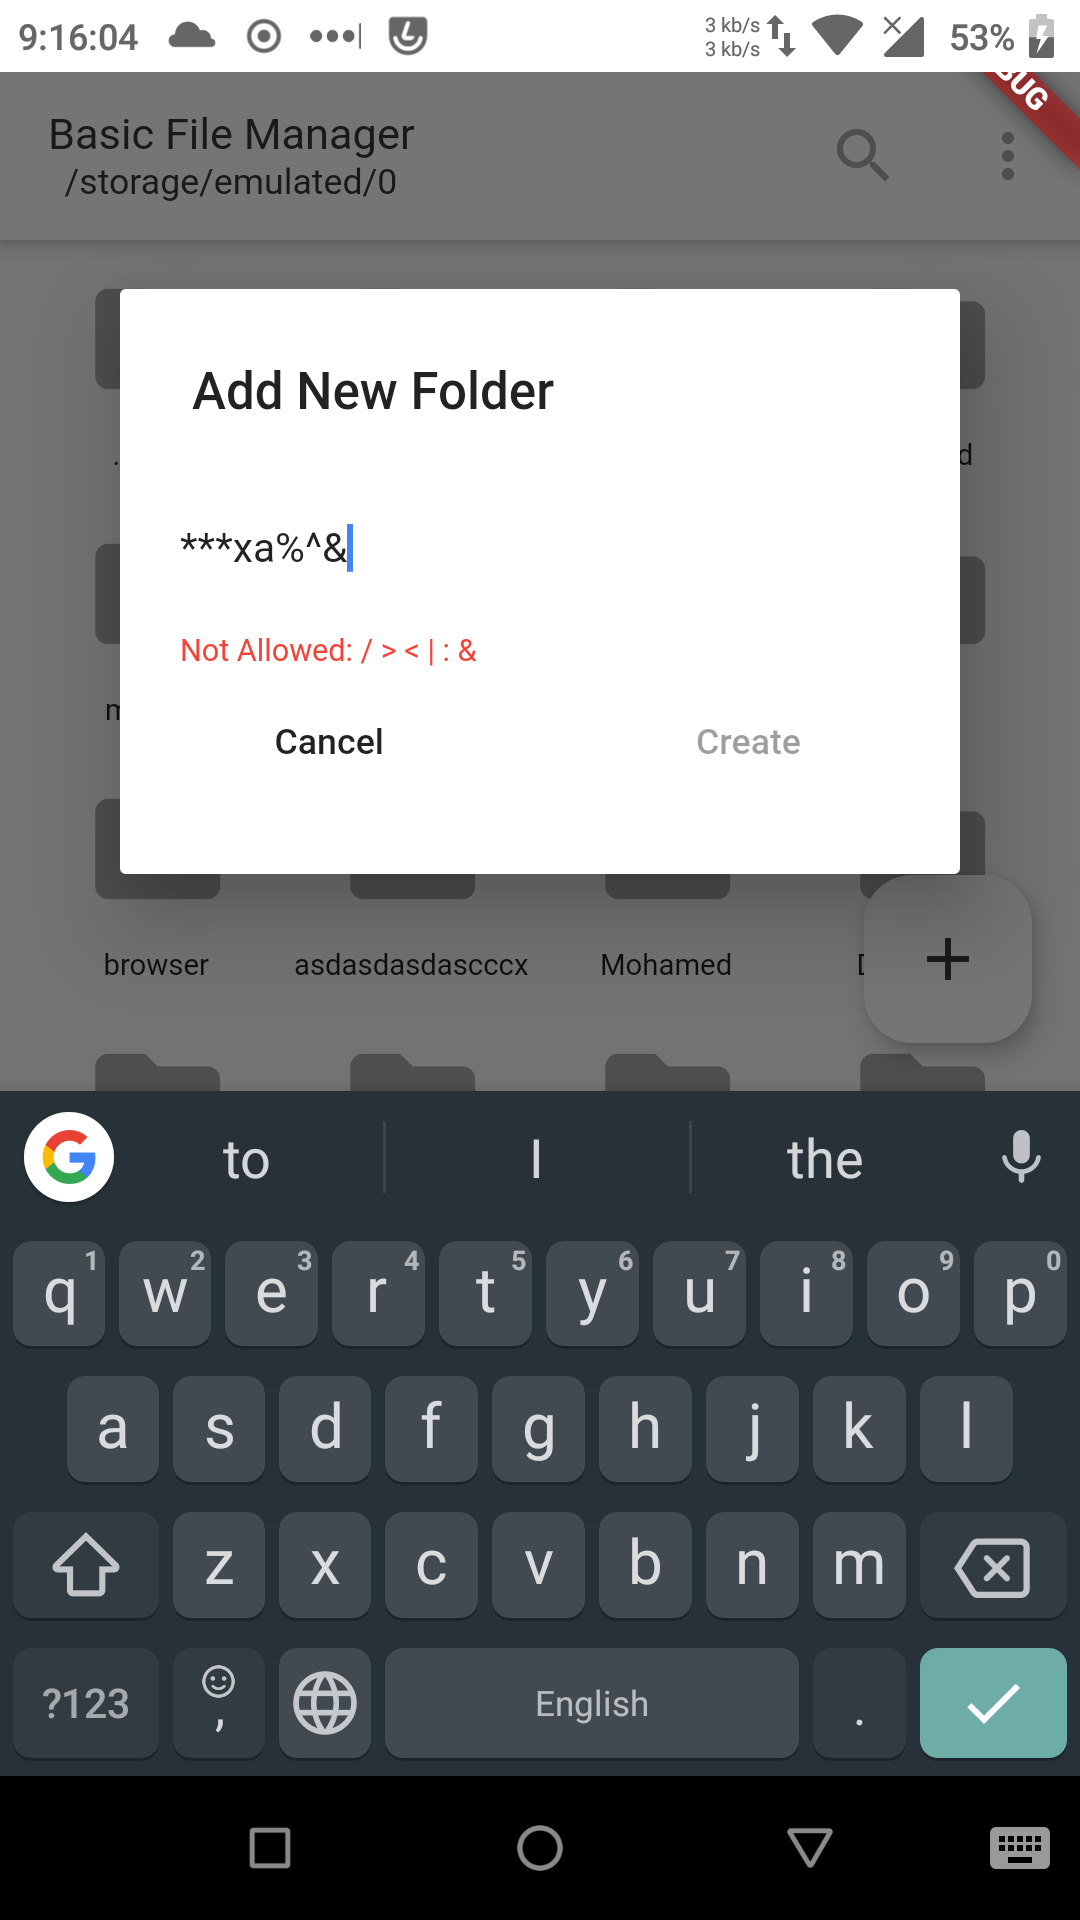 9:16:04
3 kb/s
3 kb/s
53%
BUG
Basic File Manager
/storage/emulated/0
.
d
Add New Folder
***xa%^&
Not Allowed: / > < | : &
Cancel
Create
browser
asdasdasdascccx
Mohamed
G
to
I
the
q 1 w 2 e 3 r 4 t 5 y 6 u 7 i 8 o 9 p 0
a s d f g h j k l
z x c v b n m
?123
,
English
.